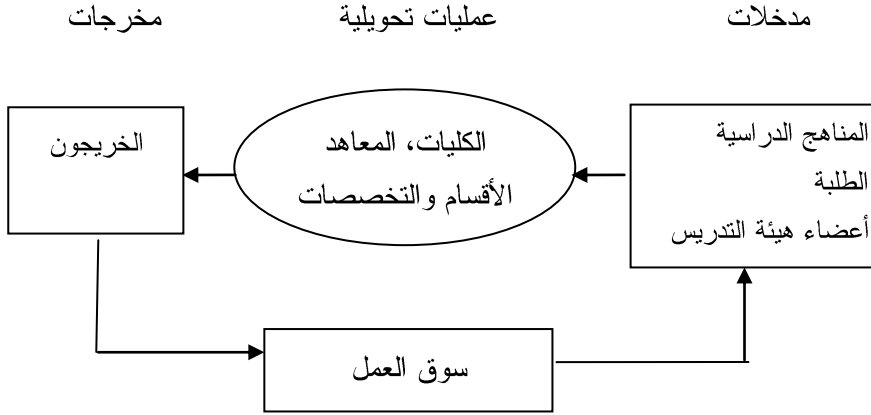 مدخلات
عمليات تحويلية
مخرجات
المناهج الدراسية
الطلبة
أعضاء هيئة التدريس
الكليات، المعاهد
الأقسام والتخصصات
الخريجون
سوق العمل